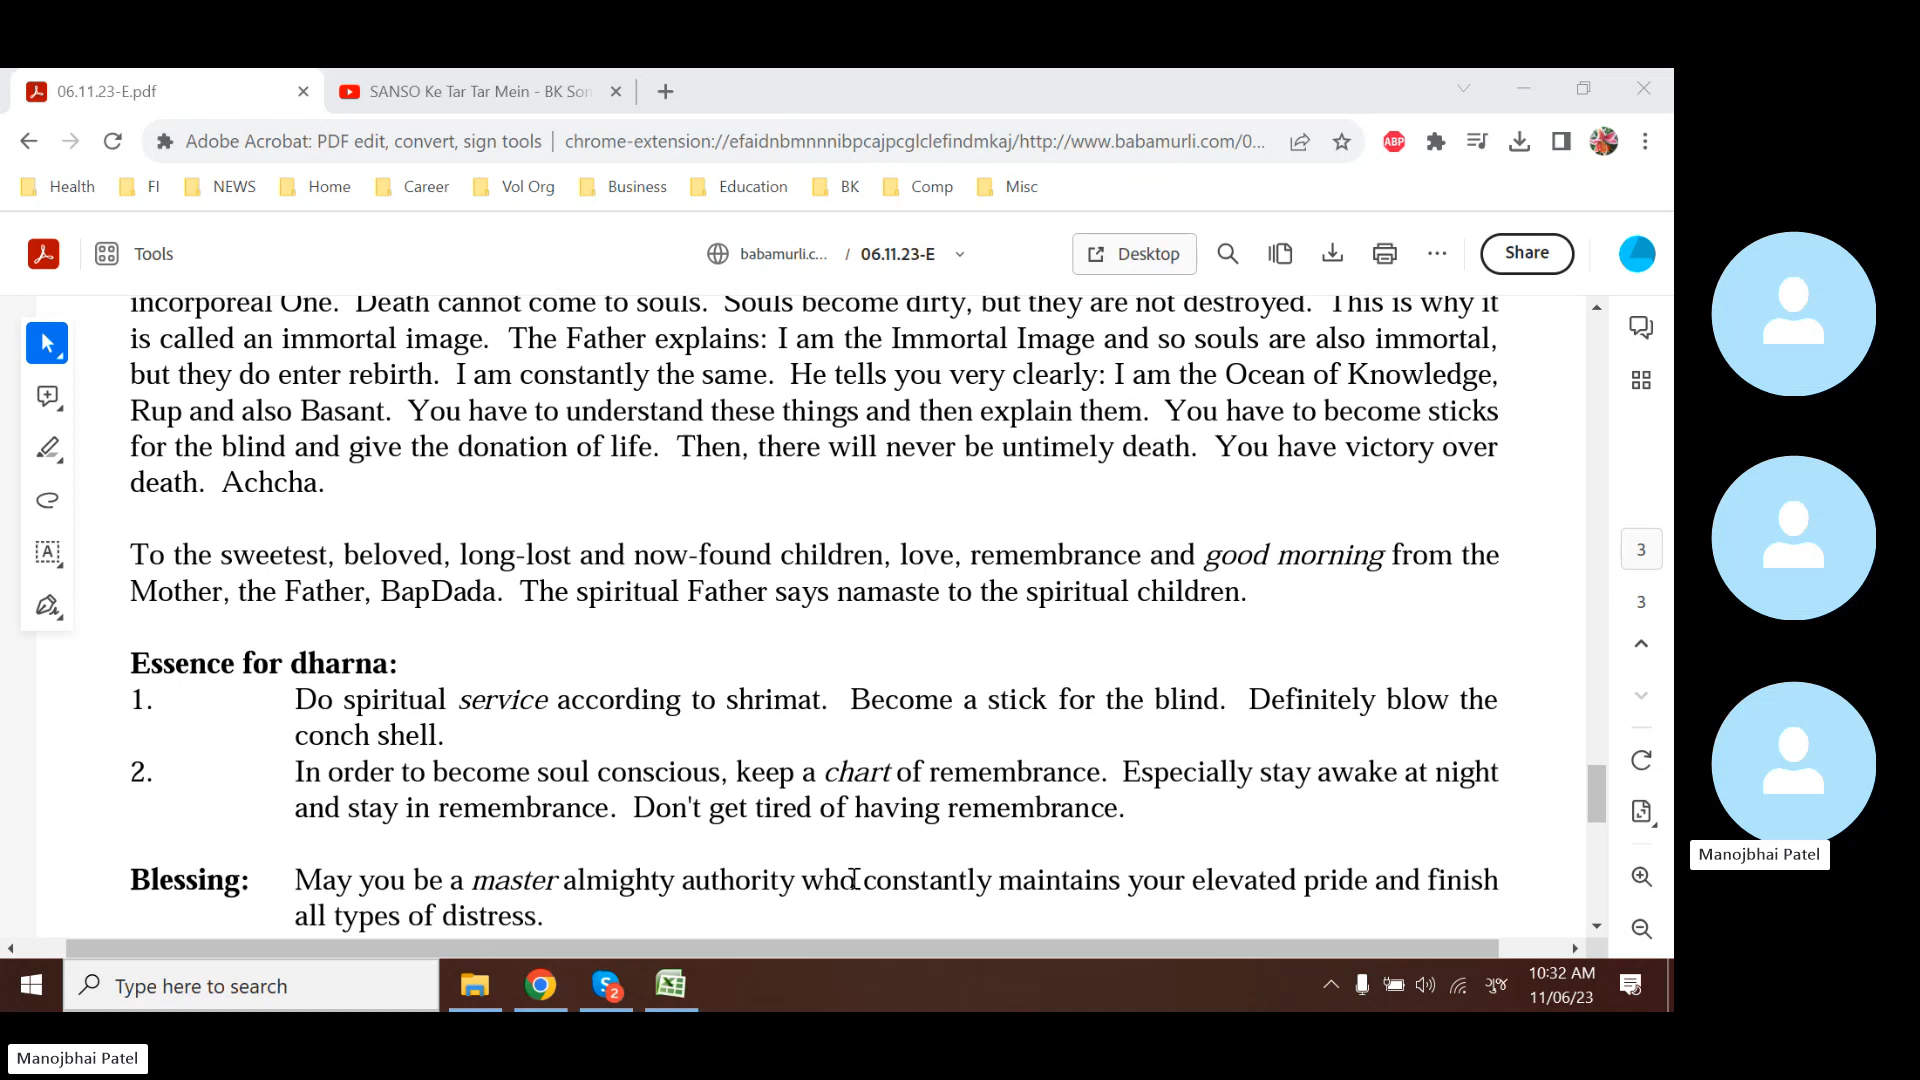 06.11.23-E.pdf
SANSO Ke Tar Tar Mein - BK Son
Adobe Acrobat: PDF edit, convert, sign tools | chrome-extension://efaidnbmnnnibpcajpcglclefindmkaj/http://www.babamurli.com/0...
ABP
Health FI NEWS Home Career Vol Org Business Education BK Comp Misc
Tools babamurli.c... / 06.11.23-E Desktop Share
incorporeal One. Death cannot come to souls. Souls become dirty, but they are not destroyed. This is why it
is called an immortal image. The Father explains: I am the Immortal Image and so souls are also immortal,
but they do enter rebirth. I am constantly the same. He tells you very clearly: I am the Ocean of Knowledge,
Rup and also Basant. You have to understand these things and then explain them. You have to become sticks
for the blind and give the donation of life. Then, there will never be untimely death. You have victory over
death. Achcha.
To the sweetest, beloved, long-lost and now-found children, love, remembrance and good morning from the
Mother, the Father, BapDada. The spiritual Father says namaste to the spiritual children.
Essence for dharna:
1. Do spiritual service according to shrimat. Become a stick for the blind. Definitely blow the
conch shell.
2. In order to become soul conscious, keep a chart of remembrance. Especially stay awake at night
and stay in remembrance. Don't get tired of having remembrance.
Blessing: May you be a master almighty authority who constantly maintains your elevated pride and finish
all types of distress.
3
3
Manojbhai Patel
Type here to search
2
ગુજ
10:32 AM
11/06/23
Manojbhai Patel